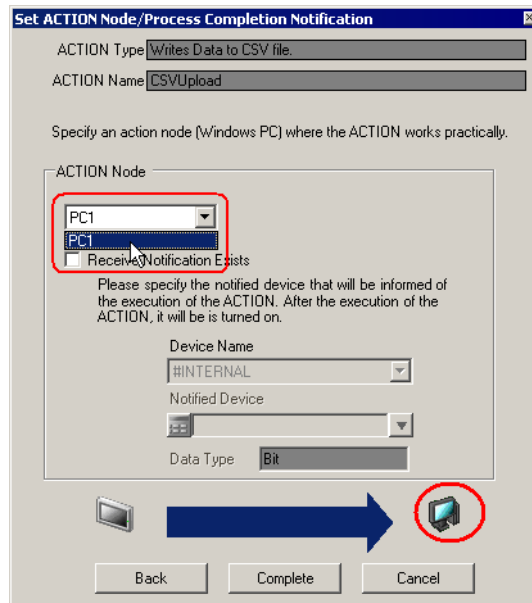 Set ACTION Node/Process Completion Notification
ACTION Type Writes Data to CSV file.
ACTION Name CSVUpload
Specify an action node (Windows PC) where the ACTION works practically.
ACTION Node
PC1
PC1
Receive Notification Exists
Please specify the notified device that will be informed of
the execution of the ACTION. After the execution of the
ACTION, it will be is turned on.
Device Name
#INTERNAL
Notified Device
Data Type Bit
Back Complete Cancel